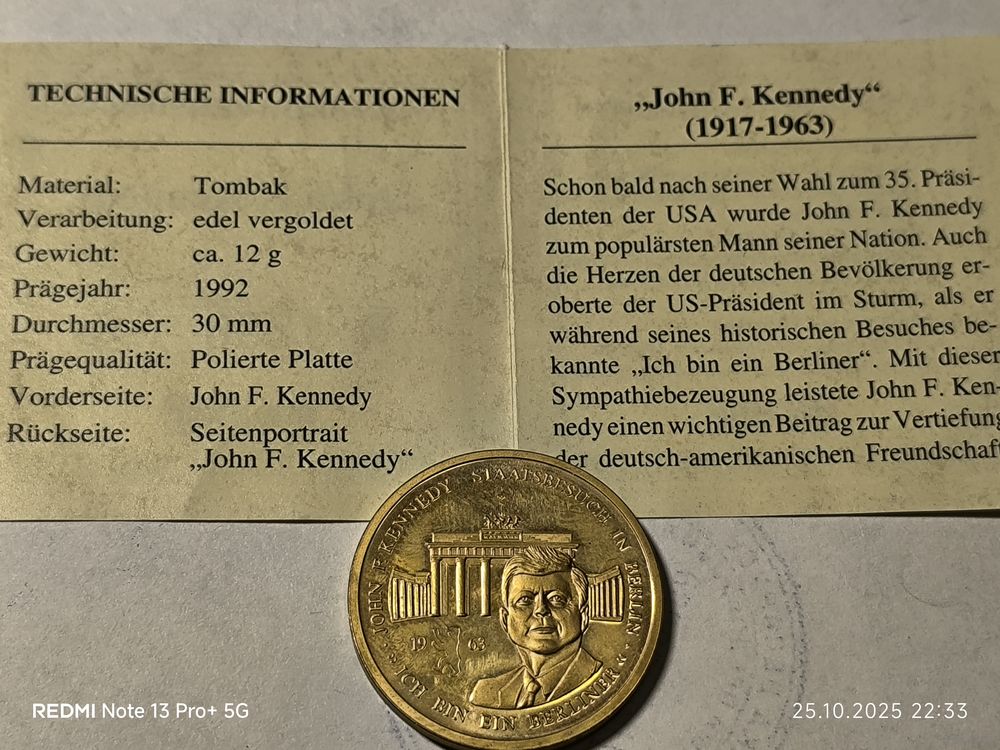 TECHNISCHE INFORMATIONEN
Material: Tombak
Verarbeitung: edel vergoldet
Gewicht: ca. 12 g
Prägejahr: 1992
Durchmesser: 30 mm
Prägequalität: Polierte Platte
Vorderseite: John F. Kennedy
Rückseite: Seitenportrait
„John F. Kennedy“
„John F. Kennedy“
(1917-1963)
Schon bald nach seiner Wahl zum 35. Präsi-
denten der USA wurde John F. Kennedy
zum populärsten Mann seiner Nation. Auch
die Herzen der deutschen Bevölkerung er-
oberte der US-Präsident im Sturm, als er
während seines historischen Besuches be-
kannte „Ich bin ein Berliner“. Mit dieser
Sympathiebezeugung leistete John F. Ken-
nedy einen wichtigen Beitrag zur Vertiefung
der deutsch-amerikanischen Freundschaft
JOHN F. KENNEDY STAATSBESUCH IN BERLIN
19 63
»ICH BIN EIN BERLINER«
REDMI Note 13 Pro+ 5G
25.10.2025 22:33